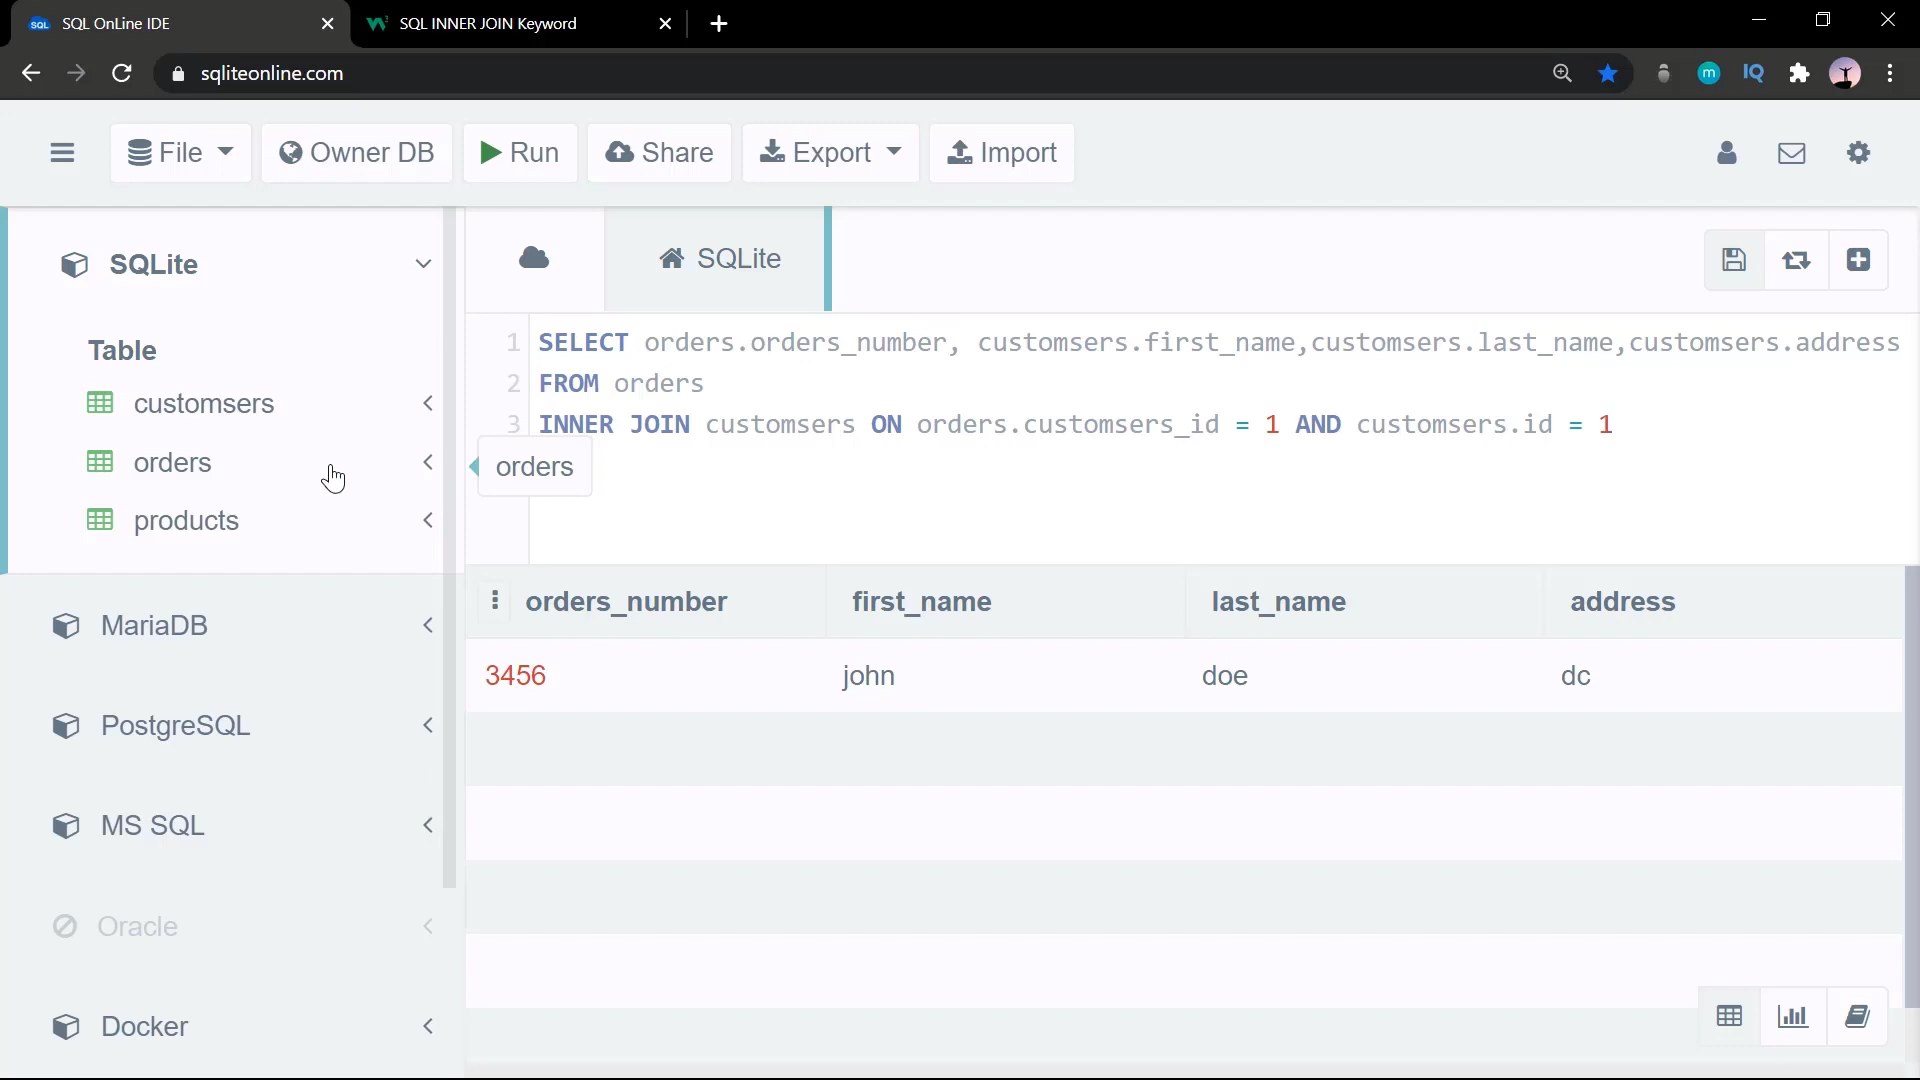 SQL OnLine IDE
SQL INNER JOIN Keyword
sqliteonline.com
File
Owner DB
Run
Share
Export
Import
SQLite
Table
customsers
orders
products
MariaDB
PostgreSQL
MS SQL
Oracle
Docker
SQLite
1 SELECT orders.orders_number, customsers.first_name,customsers.last_name,customsers.address
2 FROM orders
3 INNER JOIN customsers ON orders.customsers_id = 1 AND customsers.id = 1
orders
orders_number first_name last_name address
3456 john doe dc